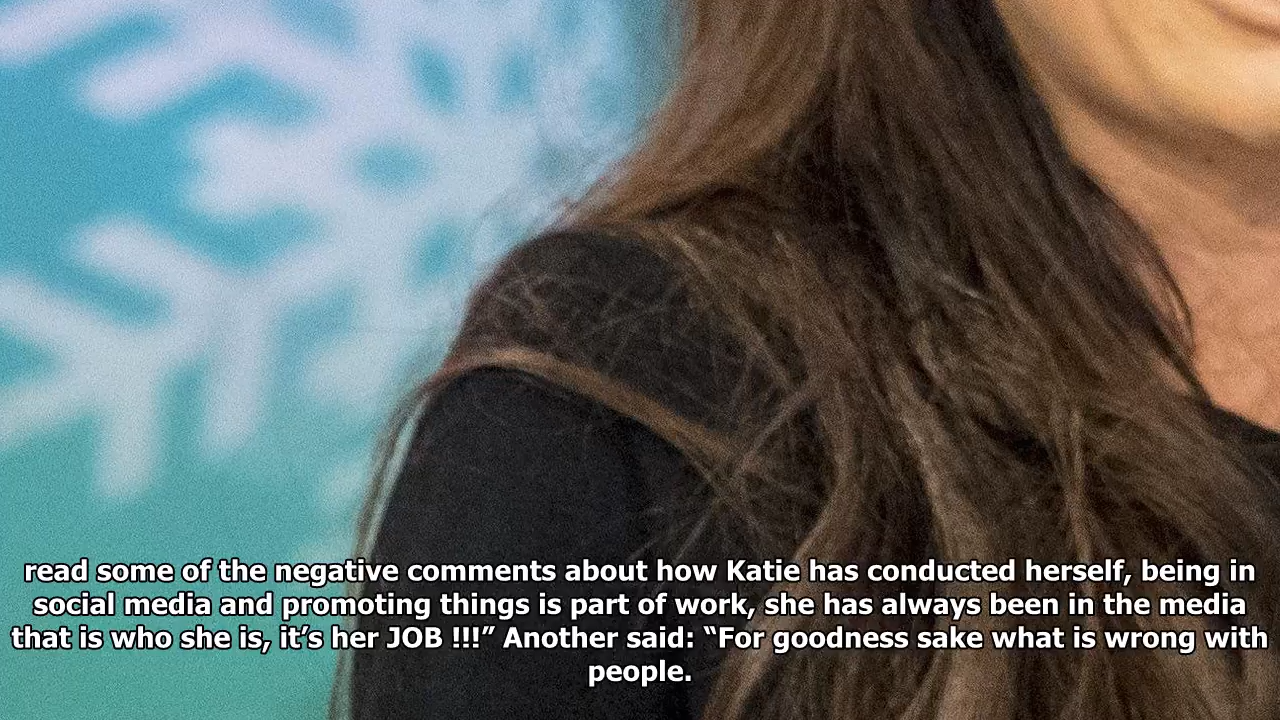 read some of the negative comments about how Katie has conducted herself, being in
social media and promoting things is part of work, she has always been in the media
that is who she is, it’s her JOB !!!” Another said: “For goodness sake what is wrong with
people.